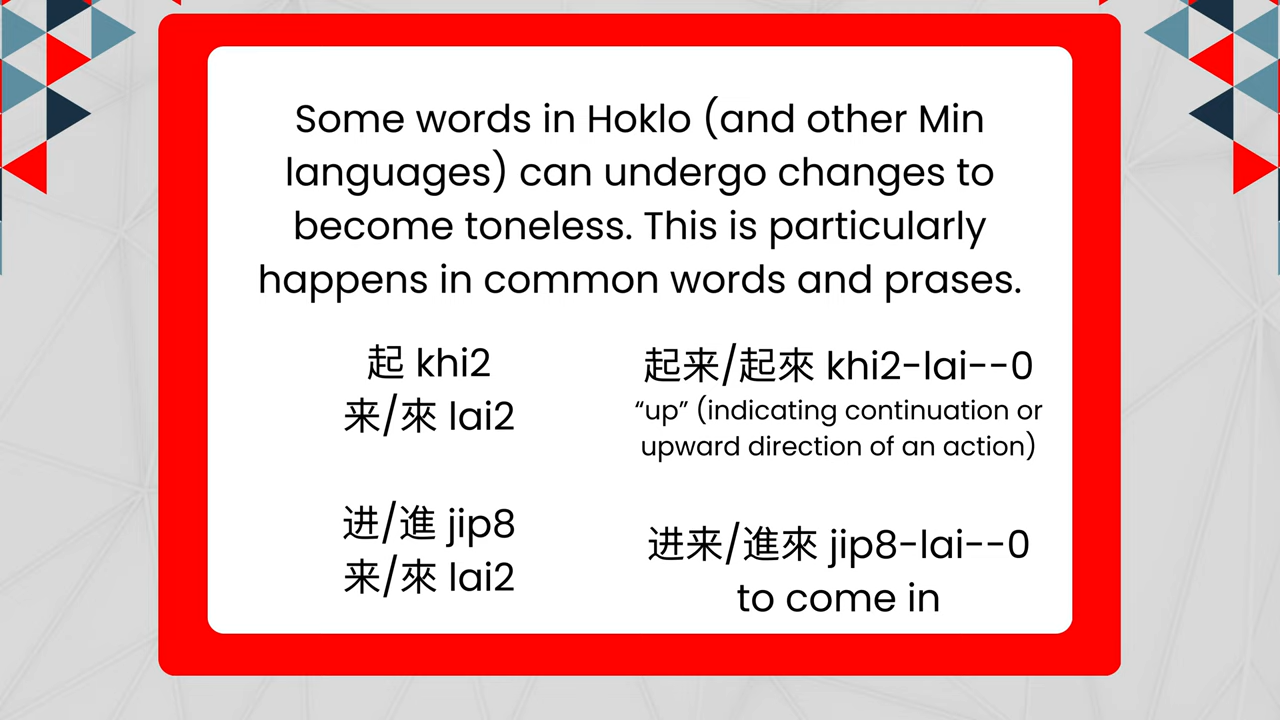 Some words in Hoklo (and other Min
languages) can undergo changes to
become toneless. This is particularly
happens in common words and prases.
起 khi2
来/來 lai2
起来/起來 khi2-lai--0
“up” (indicating continuation or
upward direction of an action)
进/進 jip8
来/來 lai2
进来/進來 jip8-lai--0
to come in